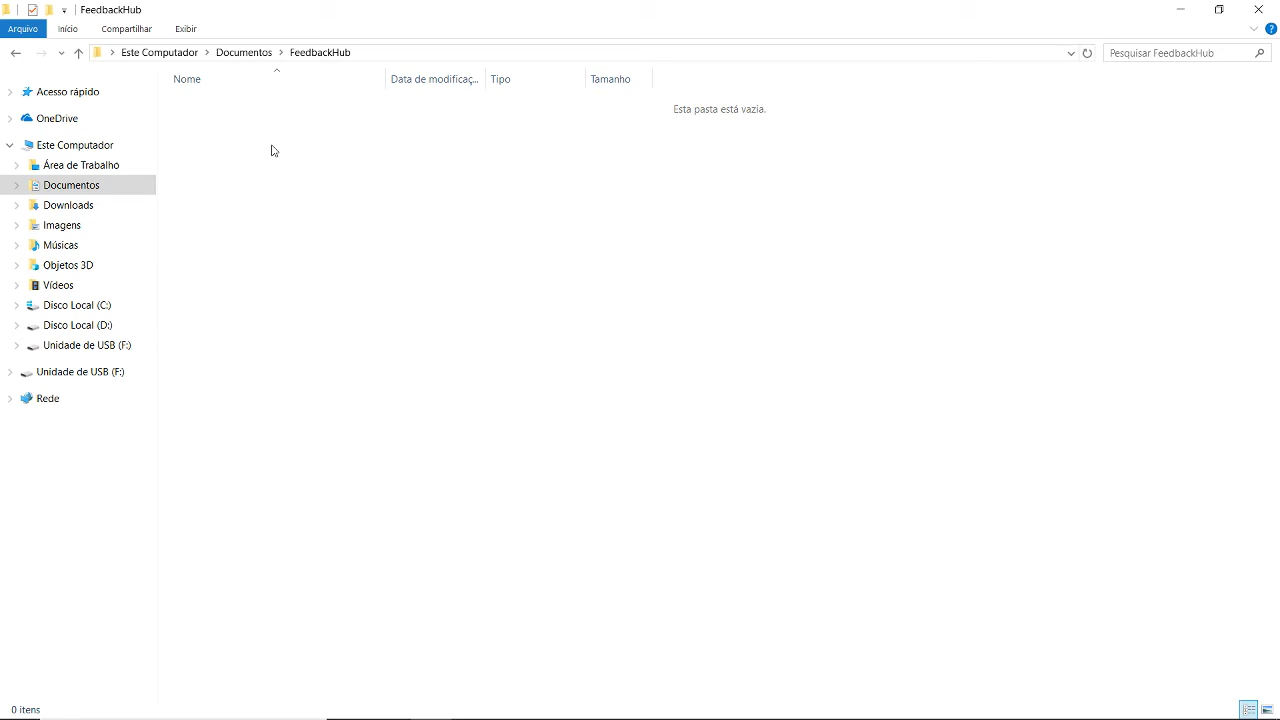 FeedbackHub
Arquivo Início Compartilhar Exibir
Este Computador Documentos FeedbackHub Pesquisar FeedbackHub
Nome Data de modificaç... Tipo Tamanho
Esta pasta está vazia.
Acesso rápido
OneDrive
Este Computador
Área de Trabalho
Documentos
Downloads
Imagens
Músicas
Objetos 3D
Vídeos
Disco Local (C:)
Disco Local (D:)
Unidade de USB (F:)
Unidade de USB (F:)
Rede
0 itens